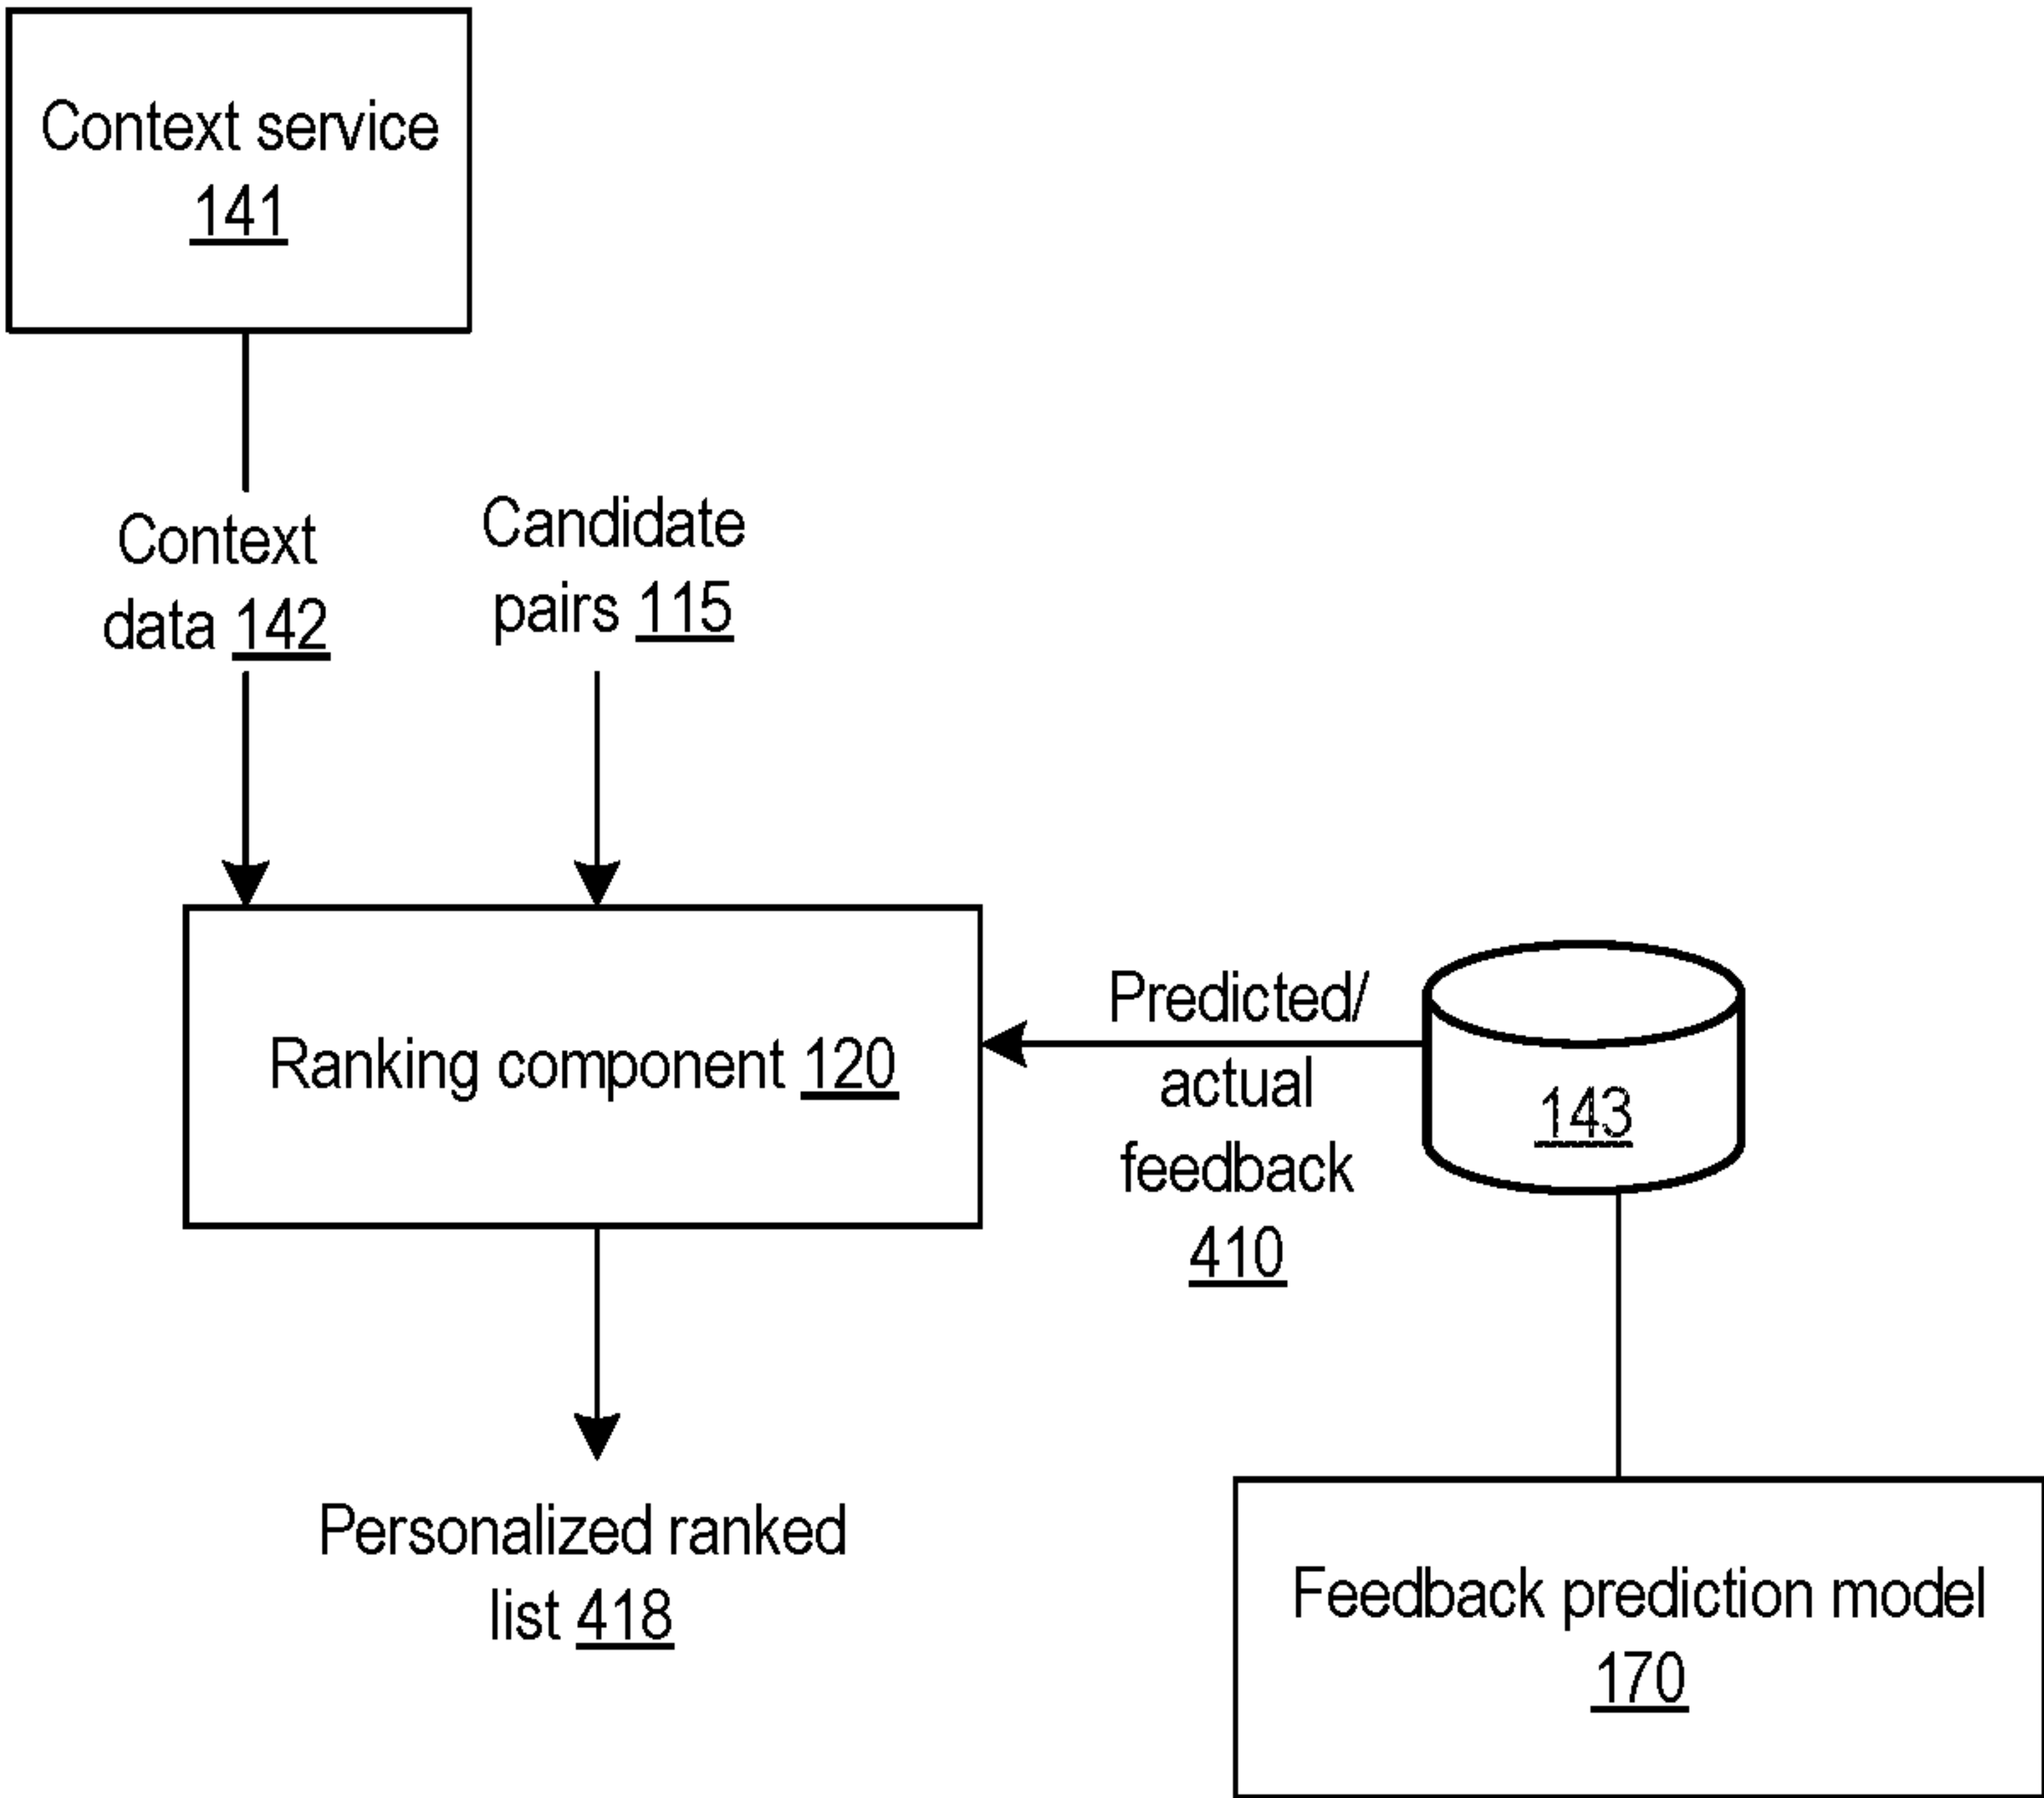 Context service
141
Context
data 142
Candidate
pairs 115
Ranking component 120
Predicted/
actual
feedback
410
143
Personalized ranked
list 418
Feedback prediction model
170